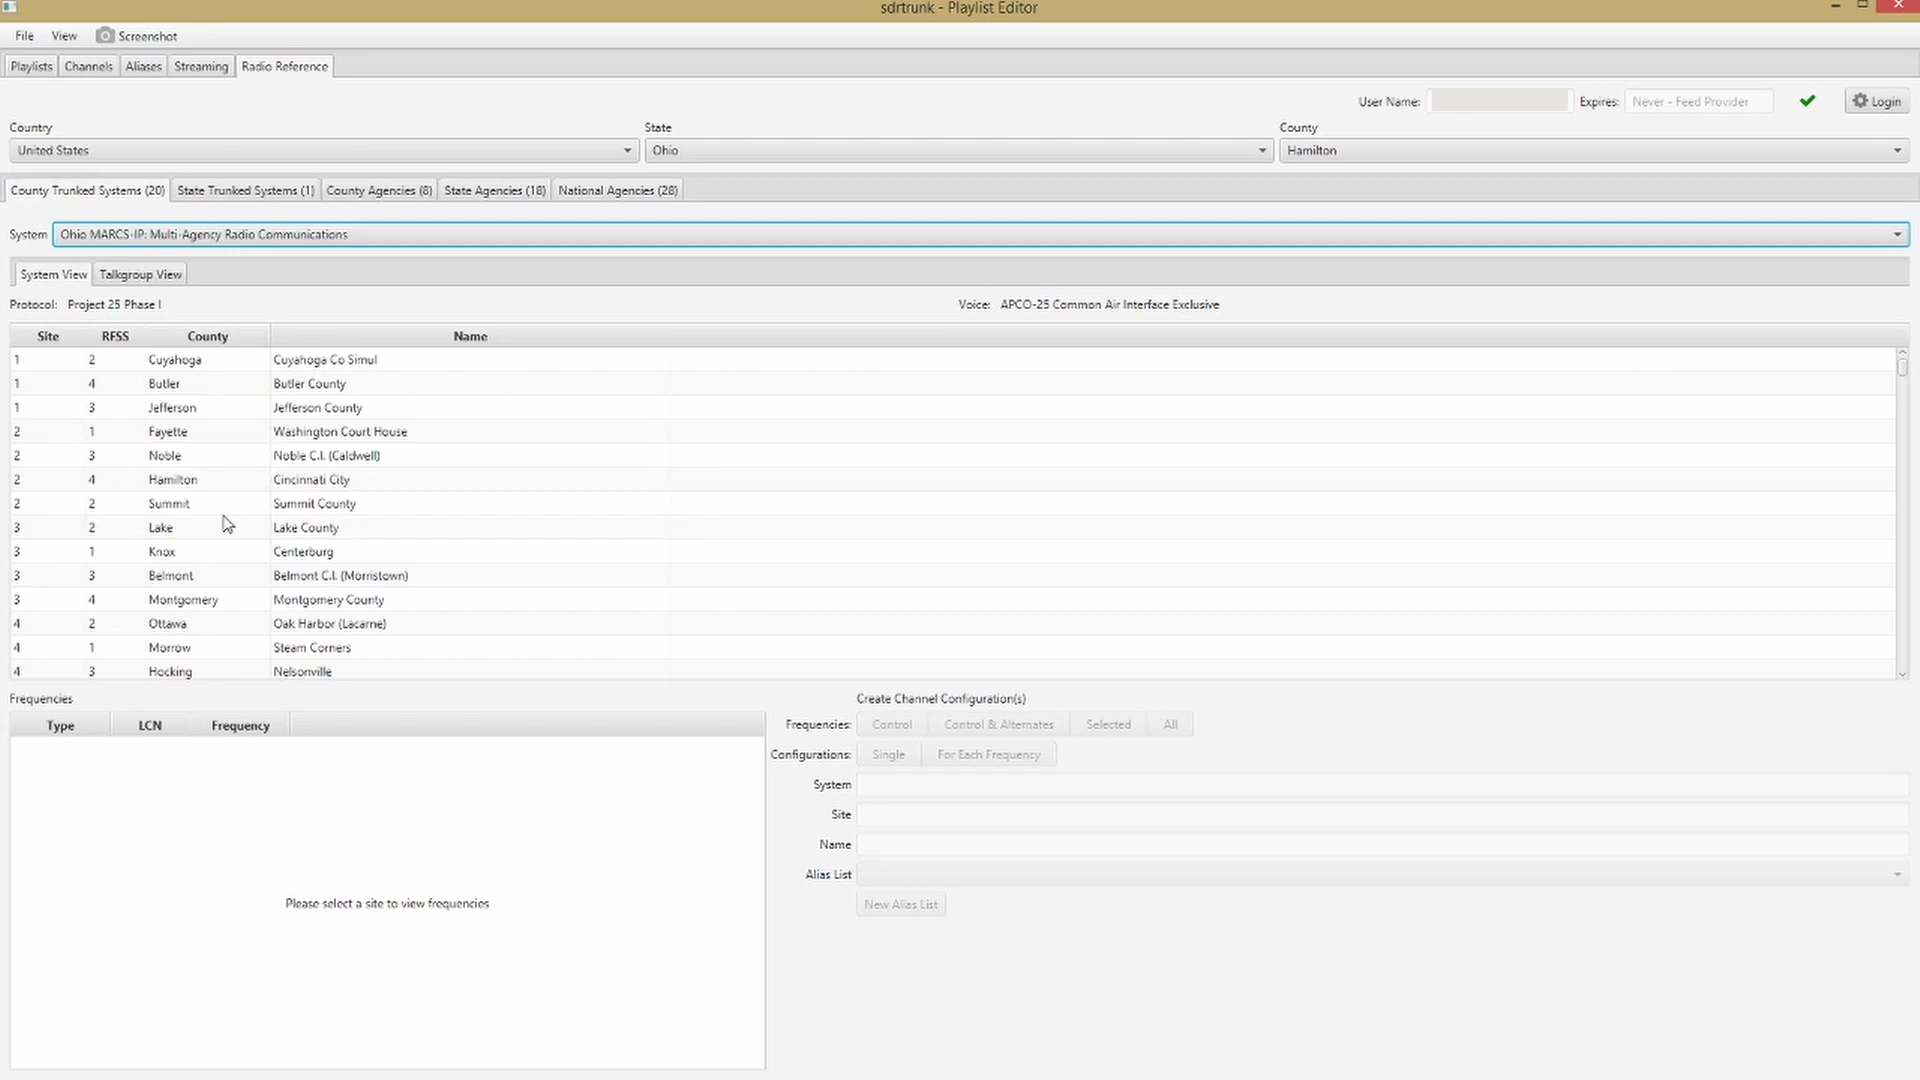 sdrtrunk - Playlist Editor
File View Screenshot
Playlists Channels Aliases Streaming Radio Reference
User Name: Expires: Never - Feed Provider Login
Country State County
United States Ohio Hamilton
County Trunked Systems (20) State Trunked Systems (1) County Agencies (8) State Agencies (18) National Agencies (28)
System Ohio MARCS-IP: Multi-Agency Radio Communications
System View Talkgroup View
Protocol: Project 25 Phase I Voice: APCO-25 Common Air Interface Exclusive
Site RFSS County Name
1 2 Cuyahoga Cuyahoga Co Simul
1 4 Butler Butler County
1 3 Jefferson Jefferson County
2 1 Fayette Washington Court House
2 3 Noble Noble C.I. (Caldwell)
2 4 Hamilton Cincinnati City
2 2 Summit Summit County
3 2 Lake Lake County
3 1 Knox Centerburg
3 3 Belmont Belmont C.I. (Morristown)
3 4 Montgomery Montgomery County
4 2 Ottawa Oak Harbor (Lacarne)
4 1 Morrow Steam Corners
4 3 Hocking Nelsonville
Frequencies Create Channel Configuration(s)
Type LCN Frequency Frequencies: Control Control & Alternates Selected All
Configurations: Single For Each Frequency
System
Site
Name
Alias List
New Alias List
Please select a site to view frequencies